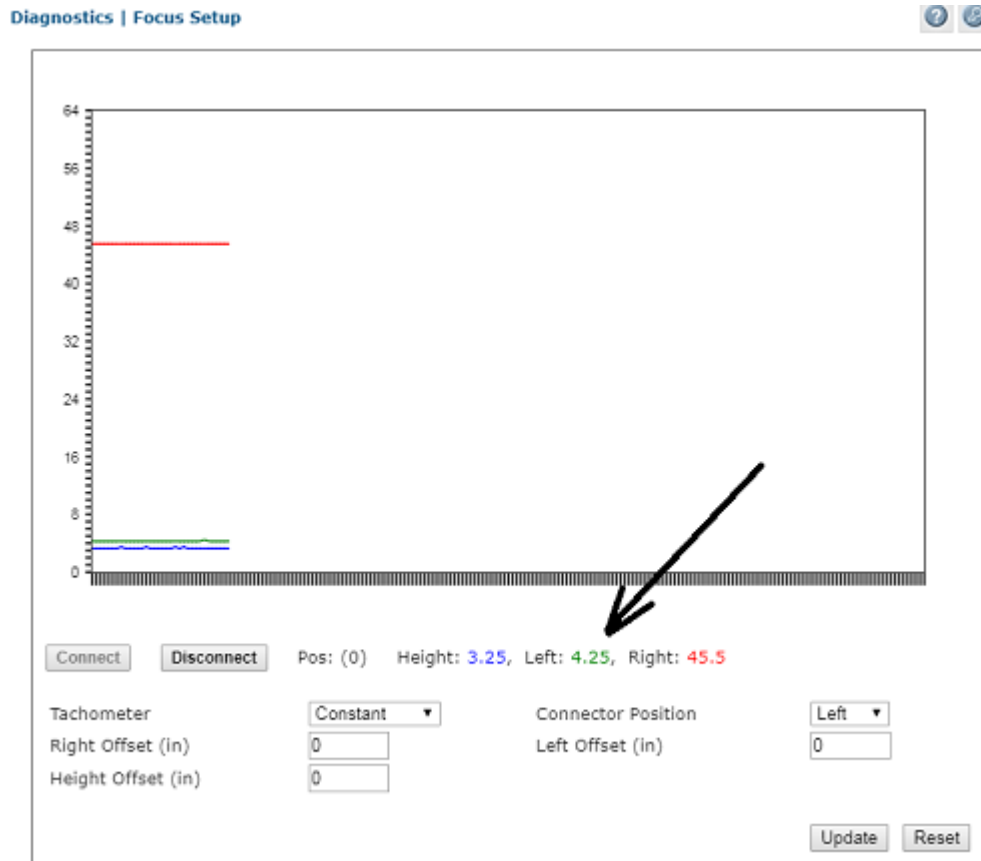 Diagnostics | Focus Setup
64
56
48
40
32
24
16
8
0
Connect Disconnect Pos: (0) Height: 3.25, Left: 4.25, Right: 45.5
Tachometer Constant Connector Position Left
Right Offset (in) 0 Left Offset (in) 0
Height Offset (in) 0
Update Reset